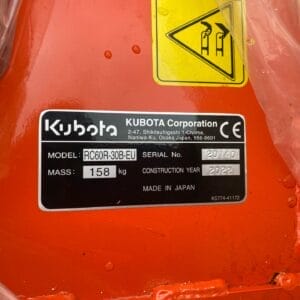 Kubota
KUBOTA Corporation
2-47, Shikitsuhigashi 1-Chome,
Naniwa-Ku, Osaka Japan, 556-8601
CE
MODEL: RC60R-30B-EU SERIAL No.
MASS: 158 kg CONSTRUCTION YEAR 2022
MADE IN JAPAN